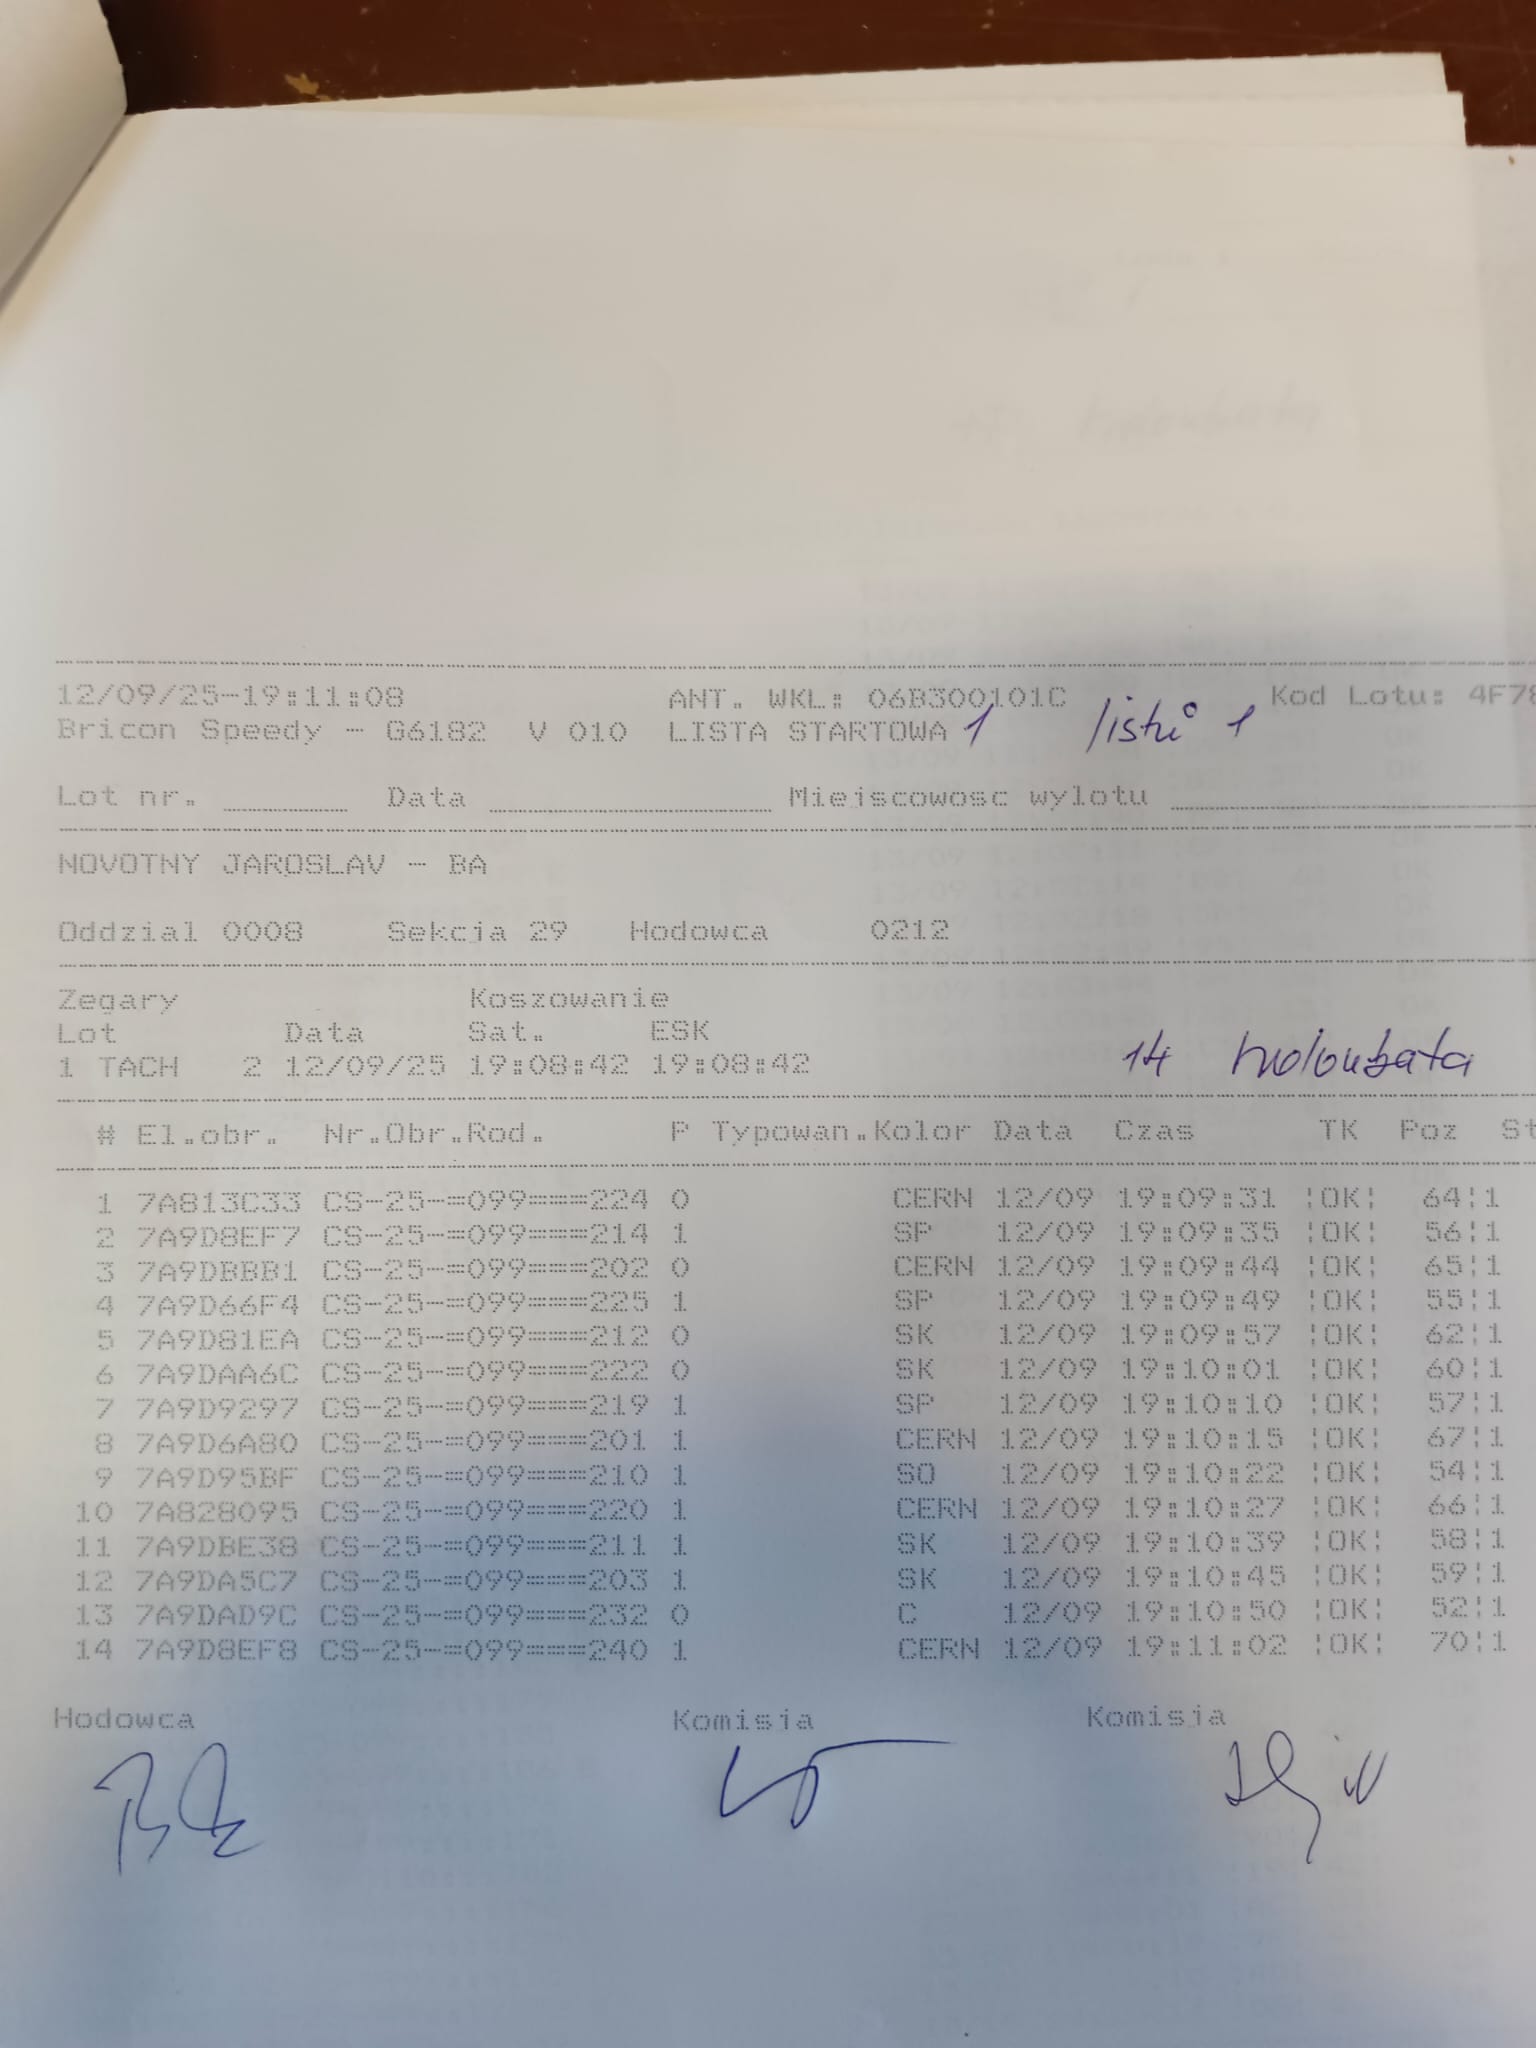 12/09/25-19:11:08 ANT. WKL: 06B300101C Kod Lotu: 4F78
Bricon Speedy - G6182 V 010 LISTA STARTOWA 1 listů 1
Lot nr. ______ Data ______________ Miejscowosc wylotu __________________
NOVOTNY JAROSLAV - BA
Oddzial 0008 Sekcja 29 Hodowca 0212
Zegary Koszowanie
Lot Data Sat. ESK
1 TACH 2 12/09/25 19:08:42 19:08:42 14 holoubata
# El.obr. Nr.Obr.Rod. P Typowan.Kolor Data Czas TK Poz St
1 7A813C33 CS-25-=099===224 0 CERN 12/09 19:09:31 ¦OK¦ 64¦1
2 7A9D8EF7 CS-25-=099===214 1 SP 12/09 19:09:35 ¦OK¦ 56¦1
3 7A9DBBB1 CS-25-=099===202 0 CERN 12/09 19:09:44 ¦OK¦ 65¦1
4 7A9D66F4 CS-25-=099===225 1 SP 12/09 19:09:49 ¦OK¦ 55¦1
5 7A9D81EA CS-25-=099===212 0 SK 12/09 19:09:57 ¦OK¦ 62¦1
6 7A9DAA6C CS-25-=099===222 0 SK 12/09 19:10:01 ¦OK¦ 60¦1
7 7A9D9297 CS-25-=099===219 1 SP 12/09 19:10:10 ¦OK¦ 57¦1
8 7A9D6A80 CS-25-=099===201 1 CERN 12/09 19:10:15 ¦OK¦ 67¦1
9 7A9D95BF CS-25-=099===210 1 SO 12/09 19:10:22 ¦OK¦ 54¦1
10 7A828095 CS-25-=099===220 1 CERN 12/09 19:10:27 ¦OK¦ 66¦1
11 7A9DBE38 CS-25-=099===211 1 SK 12/09 19:10:39 ¦OK¦ 58¦1
12 7A9DA5C7 CS-25-=099===203 1 SK 12/09 19:10:45 ¦OK¦ 59¦1
13 7A9DAD9C CS-25-=099===232 0 C 12/09 19:10:50 ¦OK¦ 52¦1
14 7A9D8EF8 CS-25-=099===240 1 CERN 12/09 19:11:02 ¦OK¦ 70¦1
Hodowca Komisja Komisja